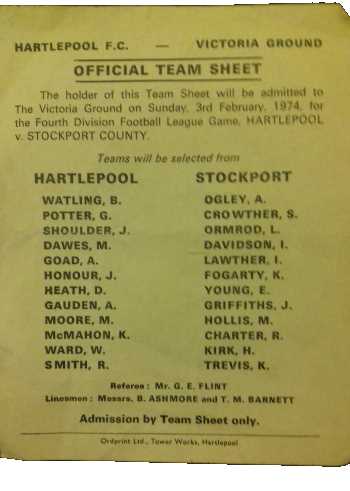 HARTLEPOOL F.C. — VICTORIA GROUND
OFFICIAL TEAM SHEET
The holder of this Team Sheet will be admitted to
The Victoria Ground on Sunday, 3rd February, 1974, for
the Fourth Division Football League Game, HARTLEPOOL
v. STOCKPORT COUNTY.
Teams will be selected from
HARTLEPOOL STOCKPORT
WATLING, B. OGLEY, A.
POTTER, G. CROWTHER, S.
SHOULDER, J. ORMROD, L.
DAWES, M. DAVIDSON, I.
GOAD, A. LAWTHER, I.
HONOUR, J. FOGARTY, K.
HEATH, D. YOUNG, E.
GAUDEN, A. GRIFFITHS, J.
MOORE, M. HOLLIS, M.
McMAHON, K. CHARTER, R.
WARD, W. KIRK, H.
SMITH, R. TREVIS, K.
Referee : Mr. G. E. FLINT
Linesmen : Messrs. B. ASHMORE and T. M. BARNETT
Admission by Team Sheet only.
Ordprint Ltd., Tower Works, Hartlepool